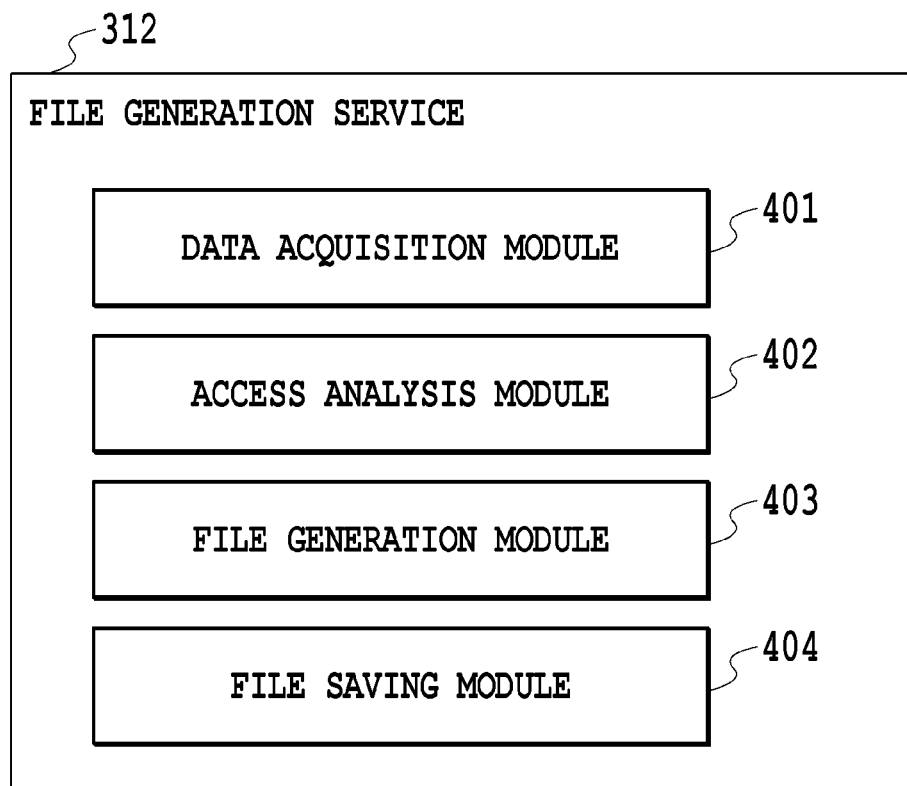 312
FILE GENERATION SERVICE
401
DATA ACQUISITION MODULE
402
ACCESS ANALYSIS MODULE
403
FILE GENERATION MODULE
404
FILE SAVING MODULE